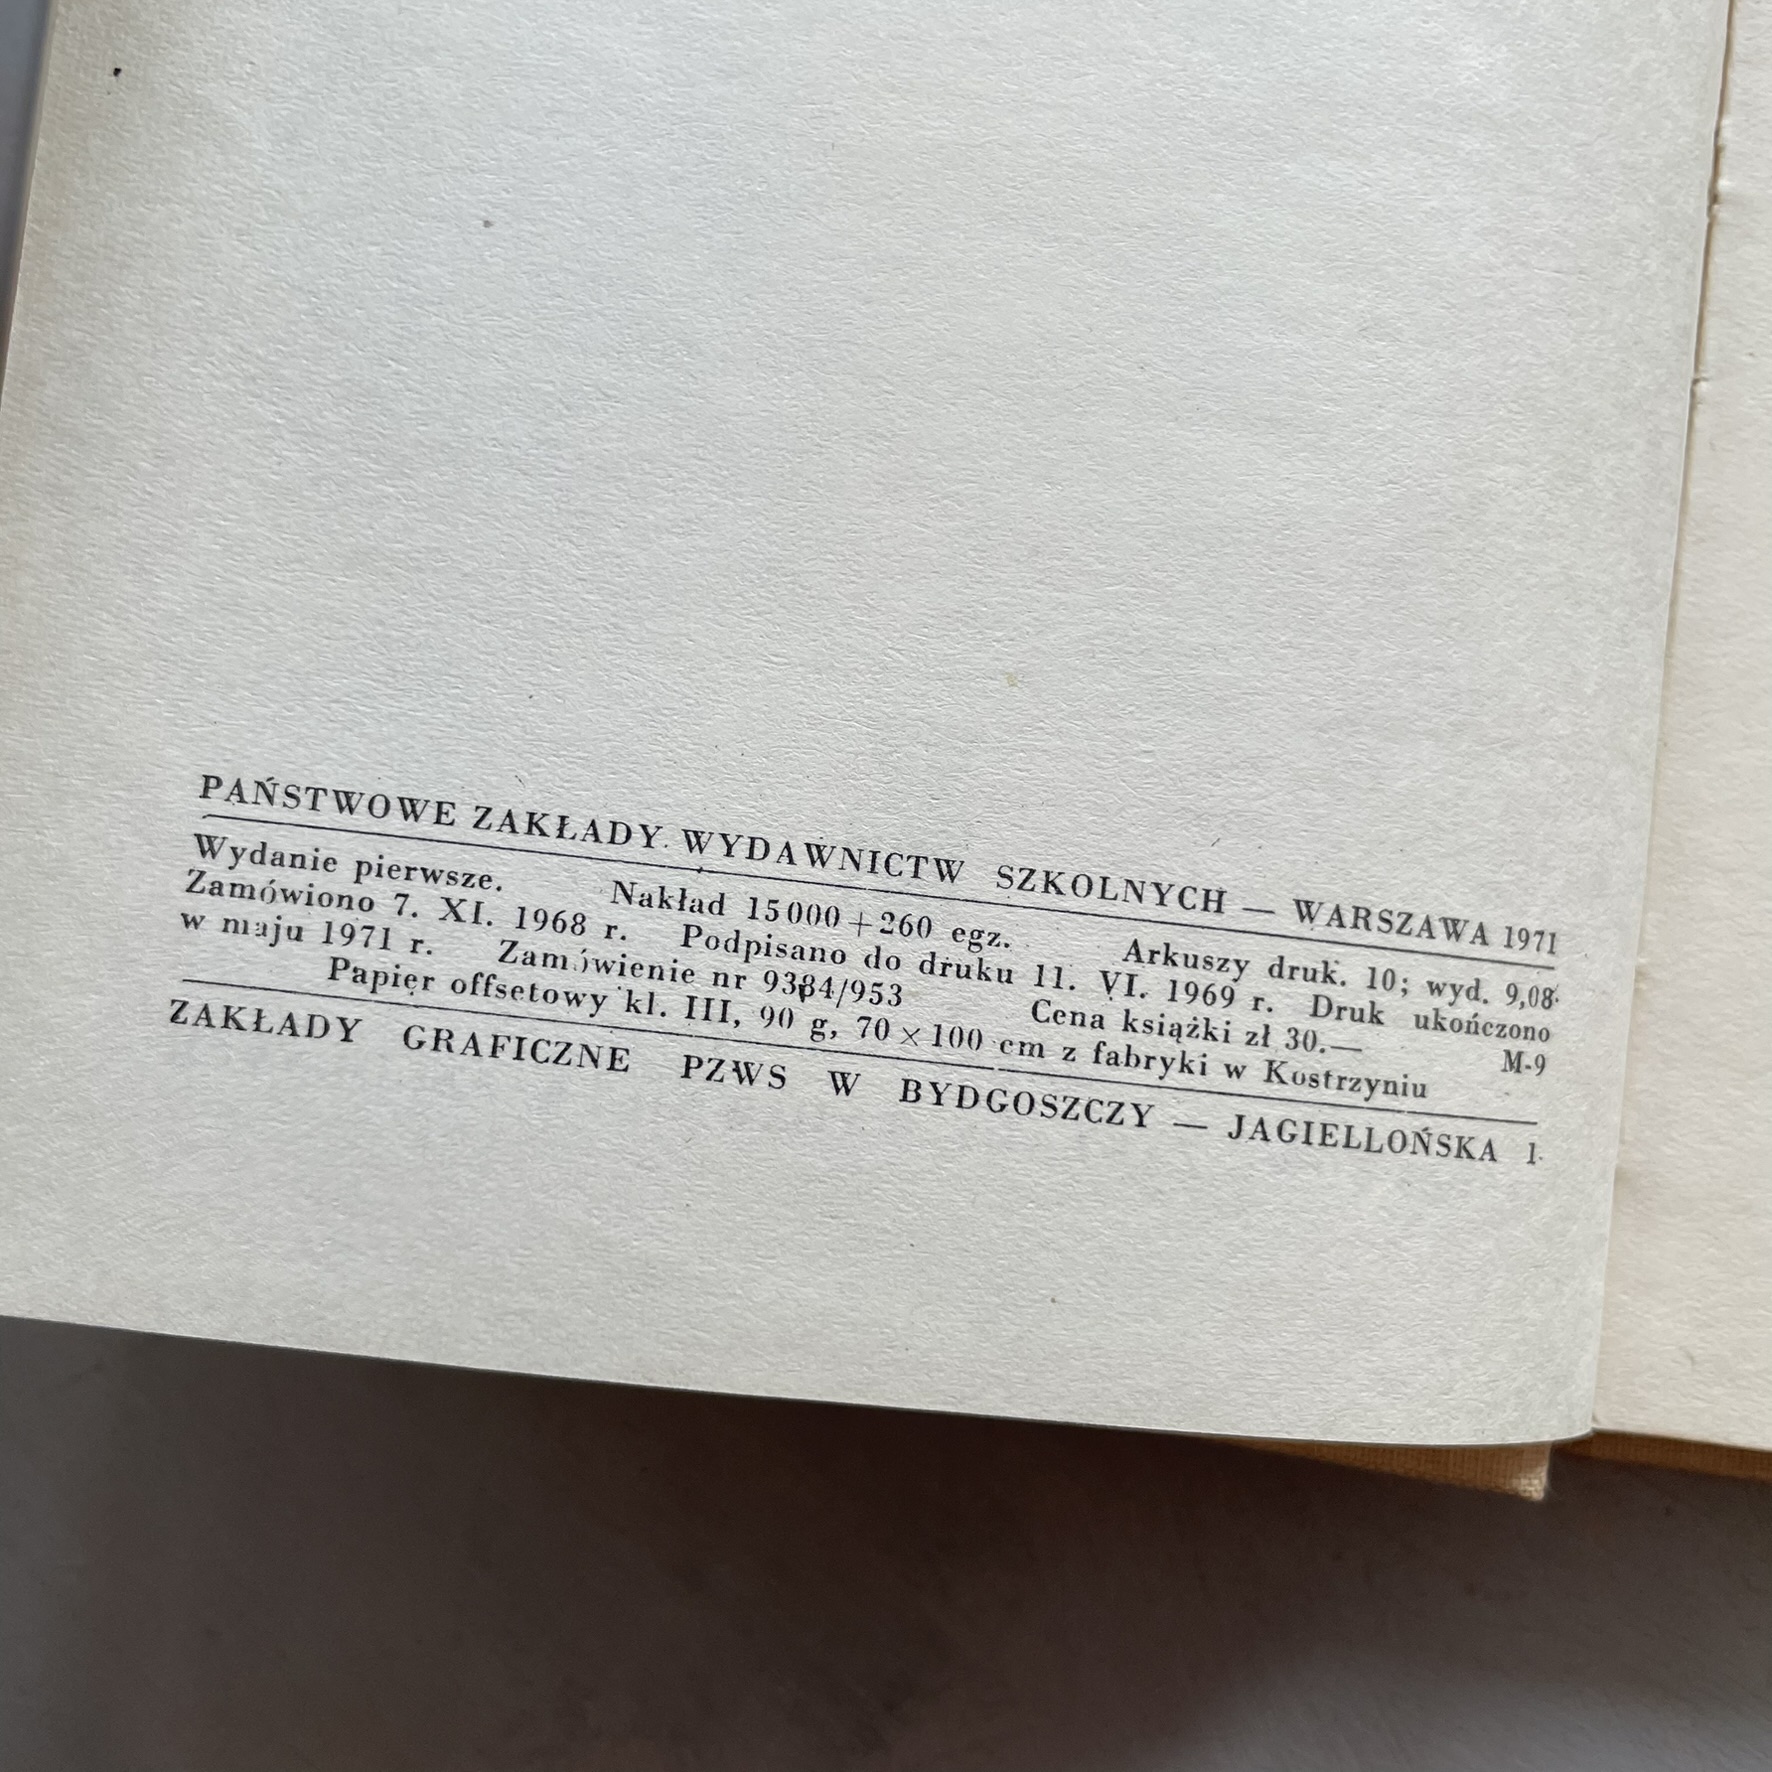 PAŃSTWOWE ZAKŁADY WYDAWNICTW SZKOLNYCH — WARSZAWA 1971
Wydanie pierwsze. Nakład 15000+260 egz. Arkuszy druk. 10; wyd. 9,08
Zamówiono 7. XI. 1968 r. Podpisano do druku 11. VI. 1969 r. Druk ukończono
w maju 1971 r. Zamówienie nr 9384/953 Cena książki zł 30.— M-9
Papier offsetowy kl. III, 90 g, 70×100 cm z fabryki w Kostrzyniu
ZAKŁADY GRAFICZNE PZWS W BYDGOSZCZY — JAGIELLOŃSKA 1